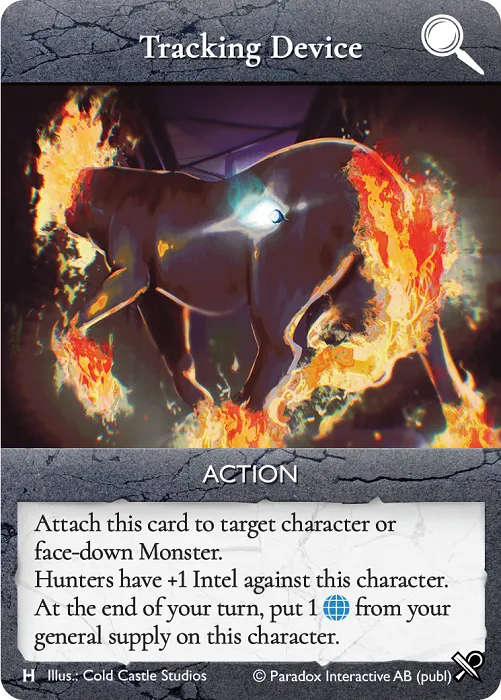 Tracking Device
ACTION
Attach this card to target character or
face-down Monster.
Hunters have +1 Intel against this character.
At the end of your turn, put 1 from your
general supply on this character.
H Illus.: Cold Castle Studios © Paradox Interactive AB (publ)